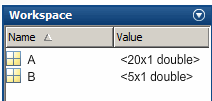 Workspace
Name Value
A <20x1 double>
B <5x1 double>